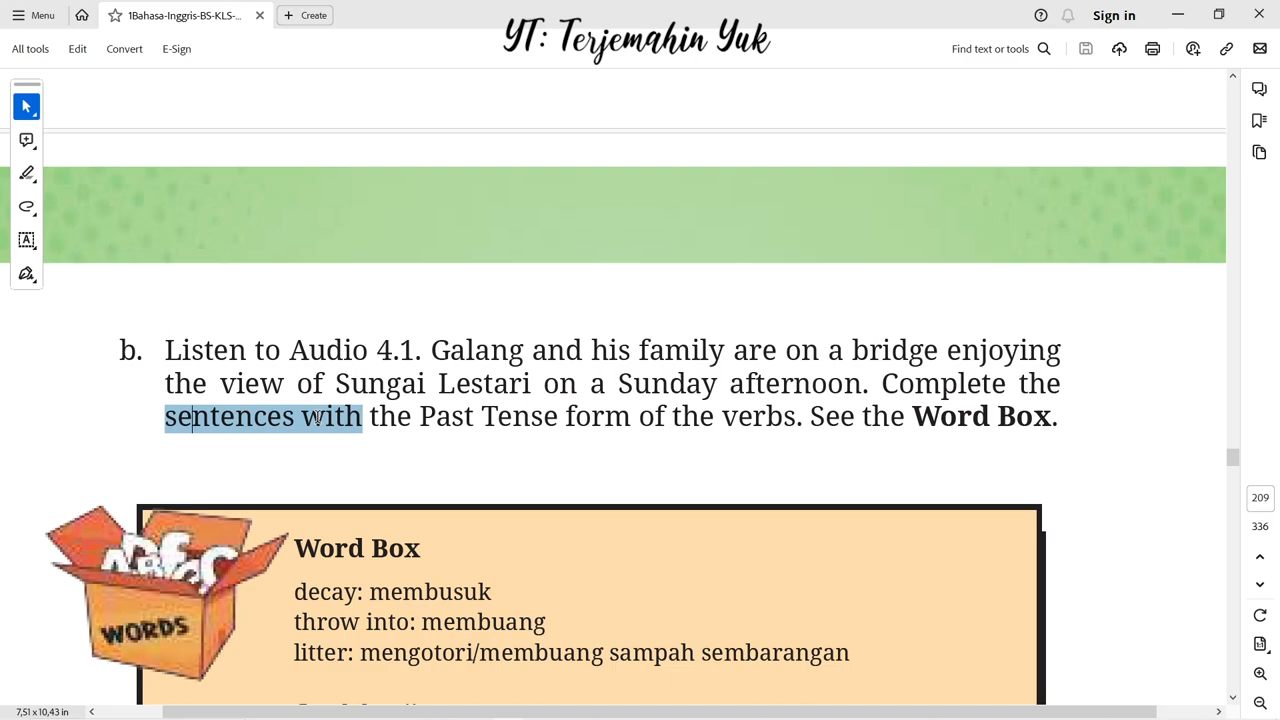 Menu
1Bahasa-Inggris-BS-KLS-...
Create
YT: Terjemahin Yuk
Sign in
All tools
Edit
Convert
E-Sign
Find text or tools
b. Listen to Audio 4.1. Galang and his family are on a bridge enjoying
the view of Sungai Lestari on a Sunday afternoon. Complete the
sentences with the Past Tense form of the verbs. See the Word Box.
WORDS
Word Box
decay: membusuk
throw into: membuang
litter: mengotori/membuang sampah sembarangan
209
336
7,51 x 10,43 in